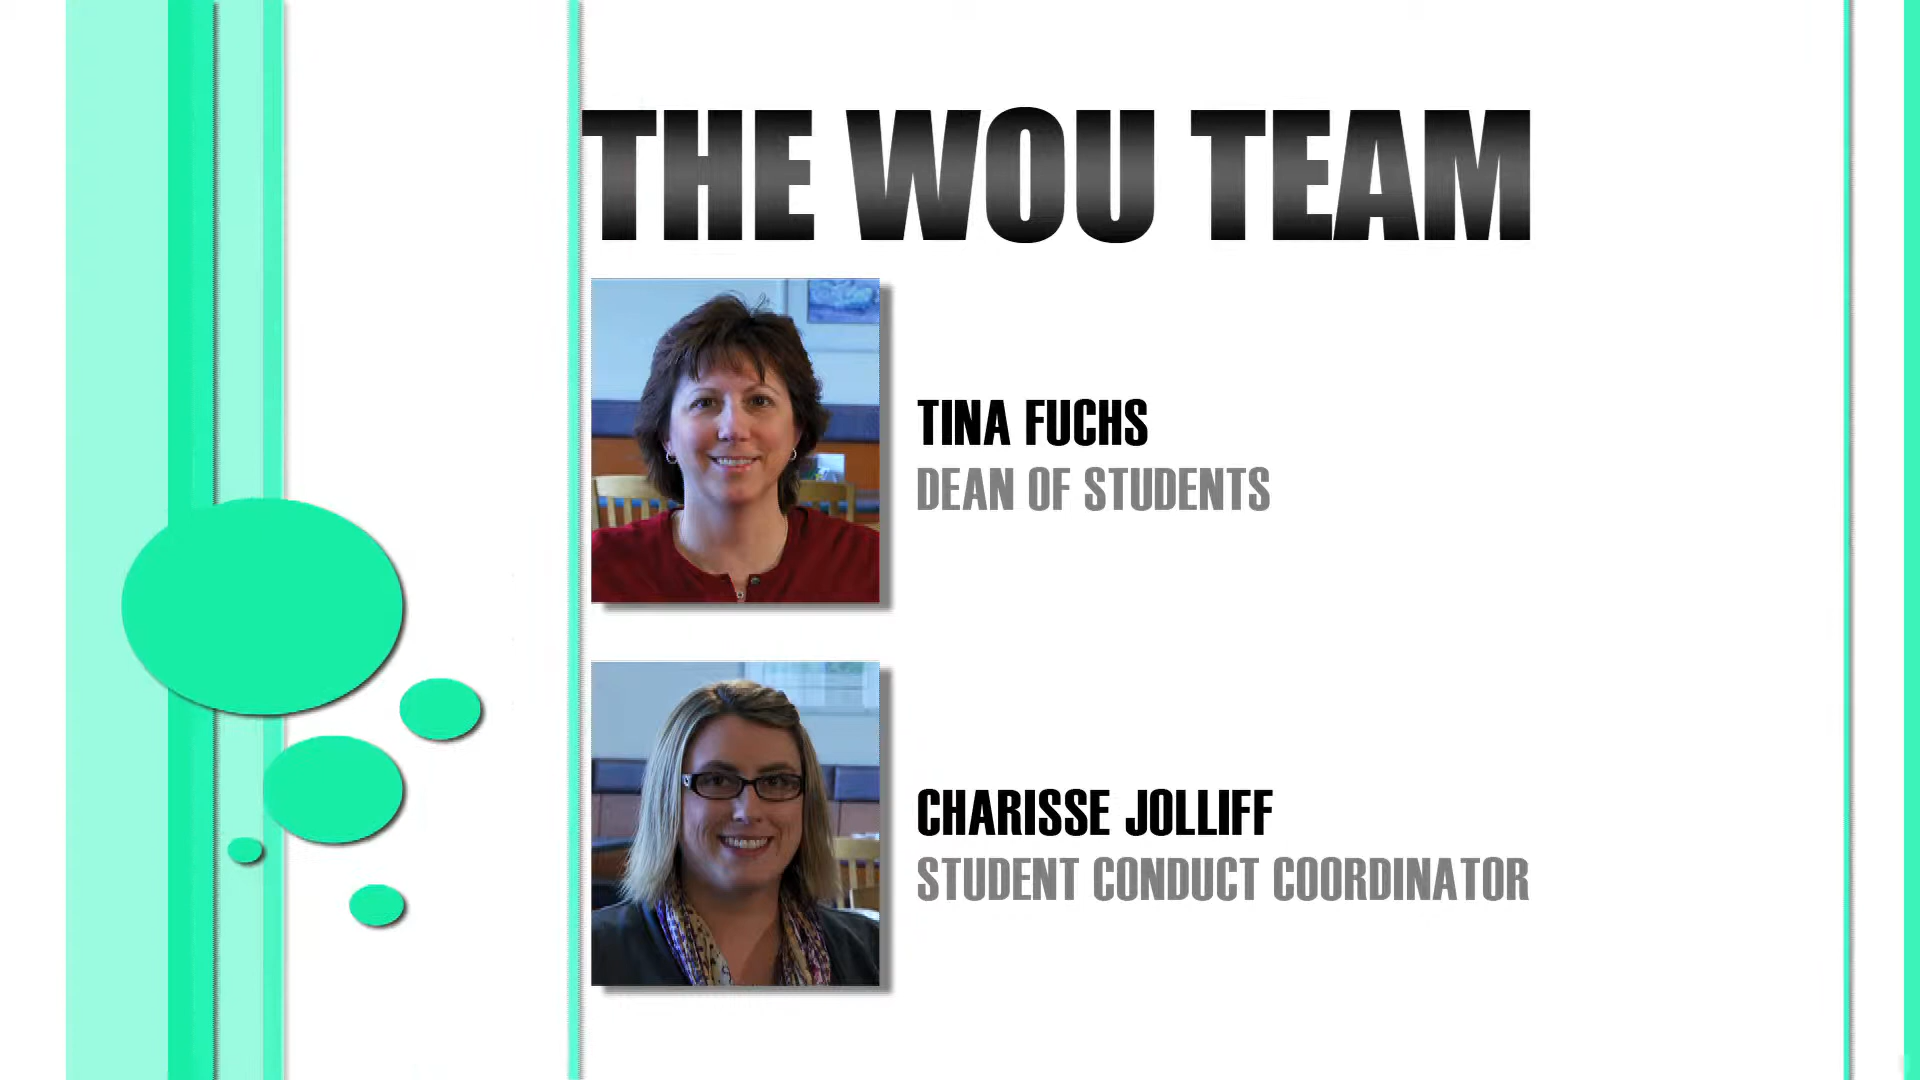 THE WOU TEAM
TINA FUCHS
DEAN OF STUDENTS
CHARISSE JOLLIFF
STUDENT CONDUCT COORDINATOR